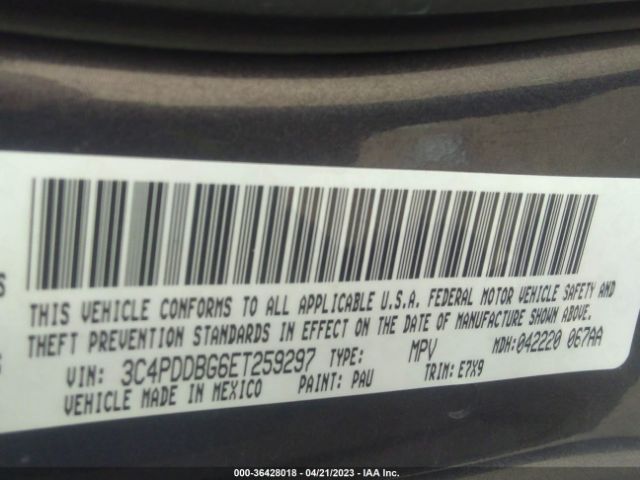 THIS VEHICLE CONFORMS TO ALL APPLICABLE U.S.A. FEDERAL MOTOR VEHICLE SAFETY AND
THEFT PREVENTION STANDARDS IN EFFECT ON THE DATE OF MANUFACTURE SHOWN ABOVE.
VIN: 3C4PDDBG6ET259297 TYPE: MPV MDH: 042220 067AA
VEHICLE MADE IN MEXICO PAINT: PAU TRIM: E7X9
000-36428018 - 04/21/2023 - IAA Inc.